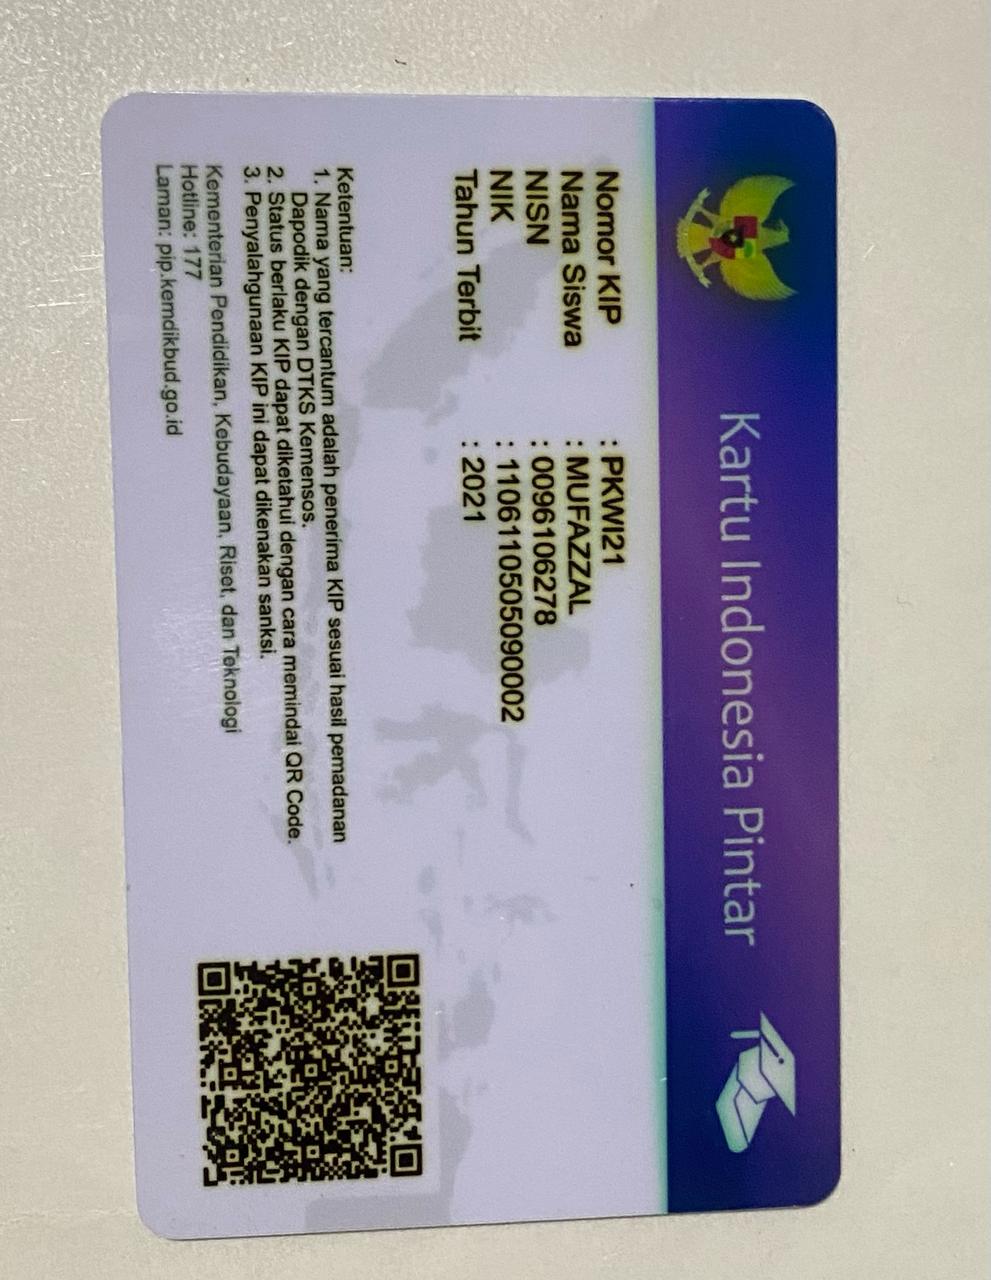 Kartu Indonesia Pintar
Nomor KIP : PKWI21
Nama Siswa : MUFAZZAL
NISN : 0096106278
NIK : 1106110505090002
Tahun Terbit : 2021
Ketentuan:
1. Nama yang tercantum adalah penerima KIP sesuai hasil pemadanan
Dapodik dengan DTKS Kemensos.
2. Status berlaku KIP dapat diketahui dengan cara memindai QR Code.
3. Penyalahgunaan KIP ini dapat dikenakan sanksi.
Kementerian Pendidikan, Kebudayaan, Riset, dan Teknologi
Hotline: 177
Laman: pip.kemdikbud.go.id